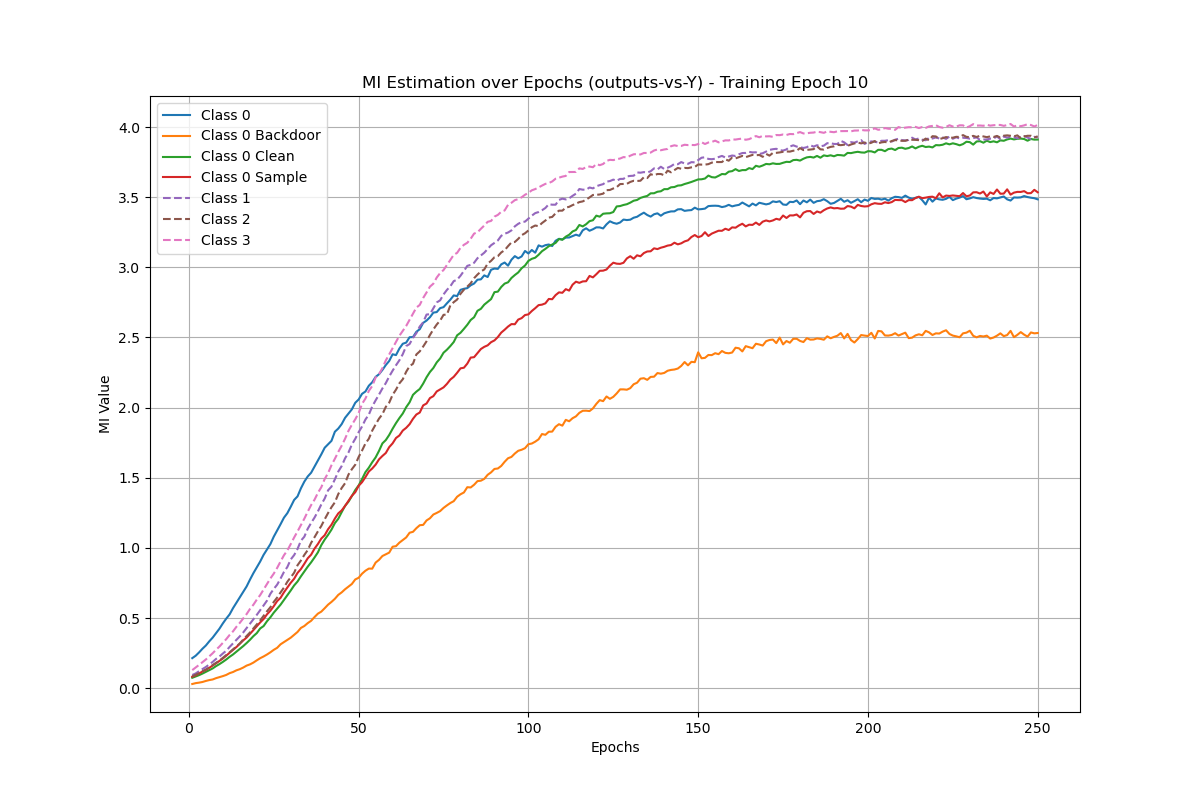 MI Estimation over Epochs (outputs-vs-Y) - Training Epoch 10
Class 0
Class 0 Backdoor
Class 0 Clean
Class 0 Sample
Class 1
Class 2
Class 3
4.0
3.5
3.0
2.5
2.0
1.5
1.0
0.5
0.0
MI Value
0 50 100 150 200 250
Epochs